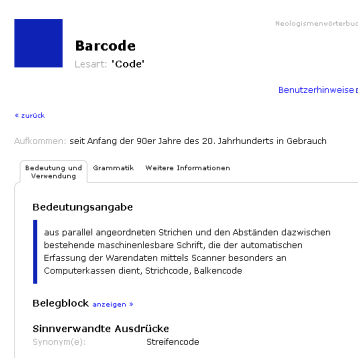 Neologismenwörterbuc
Barcode
Lesart: 'Code'
Benutzerhinweise
« zurück
Aufkommen: seit Anfang der 90er Jahre des 20. Jahrhunderts in Gebrauch
Bedeutung und Verwendung
Grammatik
Weitere Informationen
Bedeutungsangabe
aus parallel angeordneten Strichen und den Abständen dazwischen
bestehende maschinenlesbare Schrift, die der automatischen
Erfassung der Warendaten mittels Scanner besonders an
Computerkassen dient, Strichcode, Balkencode
Belegblock anzeigen »
Sinnverwandte Ausdrücke
Synonym(e): Streifencode